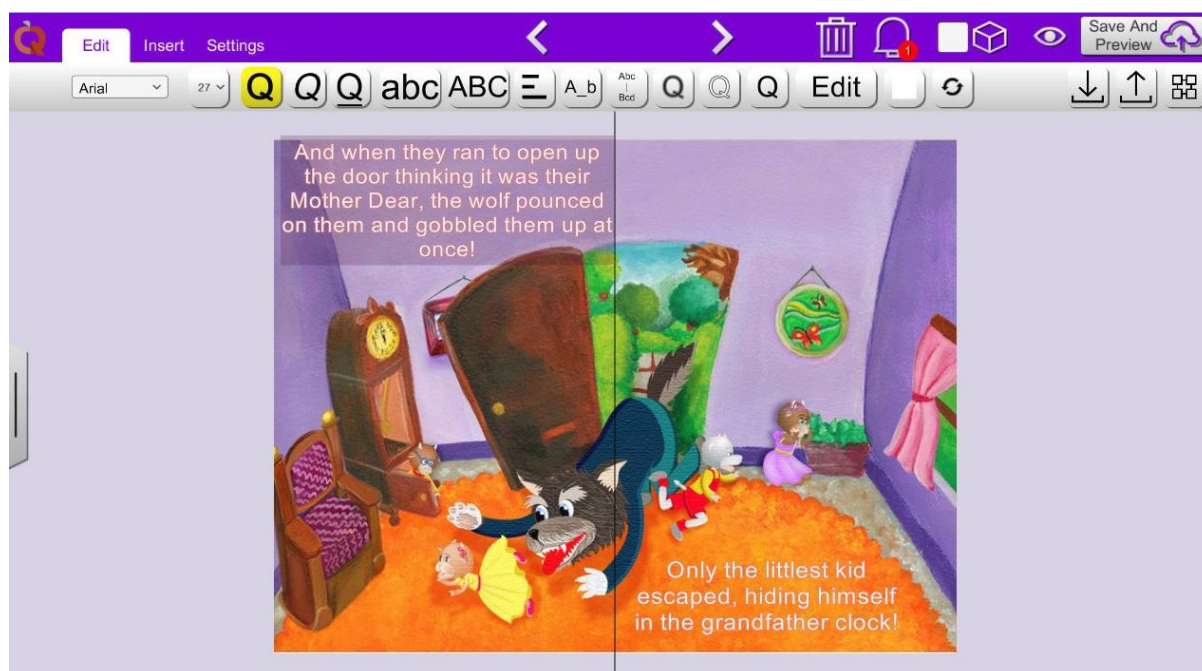 Q
Edit
Insert
Settings
1
Save And
Preview
Arial
27
Q
Q
Q
abc
ABC
A_b
Abc
Bcd
Q
Q
Q
Edit
And when they ran to open up
the door thinking it was their
Mother Dear, the wolf pounced
on them and gobbled them up at
once!
Only the littlest kid
escaped, hiding himself
in the grandfather clock!